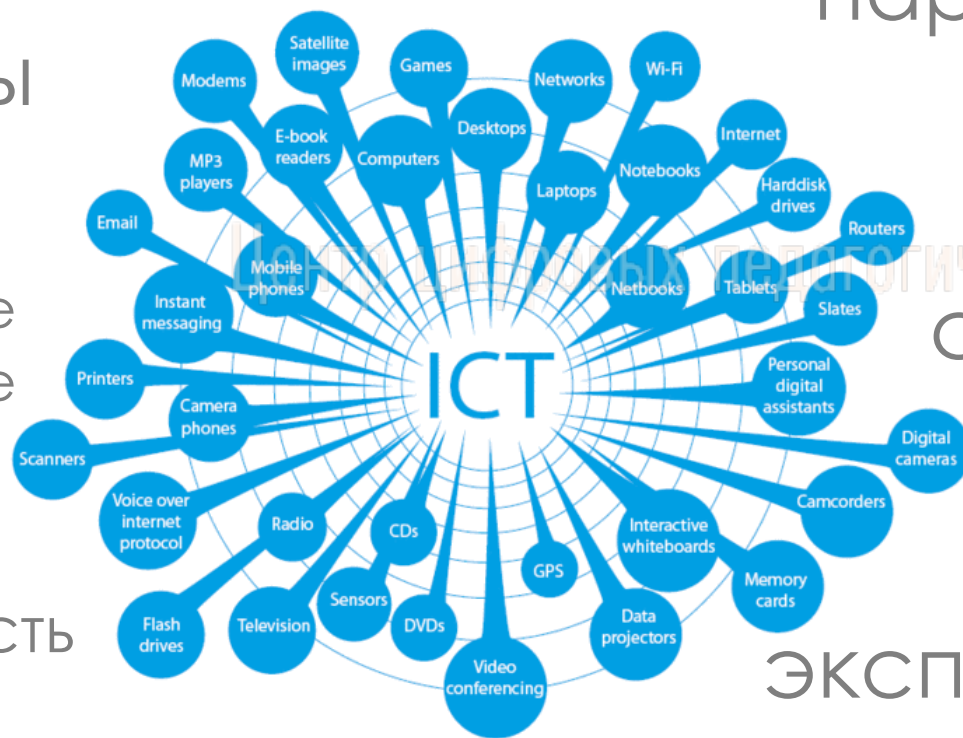 Satellite
images
Games
Networks
Wi-Fi
Modems
E-book
readers
Computers
Desktops
Laptops
Notebooks
Internet
MP3
players
Harddisk
drives
Email
Mobile
phones
Netbooks
Tablets
Routers
Instant
messaging
Slates
ICT
Printers
Camera
phones
Personal
digital
assistants
Scanners
Digital
cameras
Voice over
internet
protocol
Radio
CDs
Interactive
whiteboards
Camcorders
GPS
Memory
cards
Flash
drives
Television
Sensors
DVDs
Data
projectors
Video
conferencing
Центр цифровых